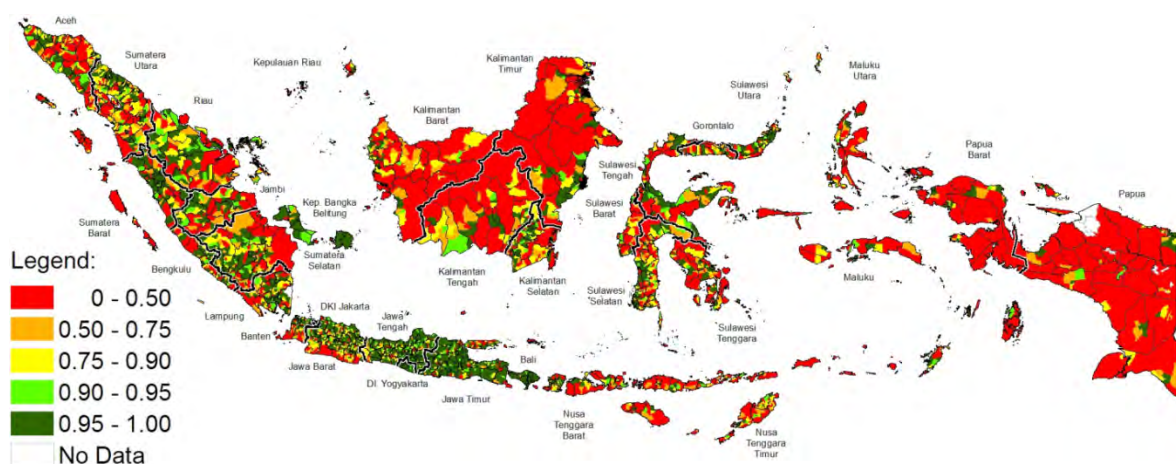 Aceh
Sumatera
Utara
Riau
Kepulauan Riau
Kalimantan
Timur
Kalimantan
Barat
Sulawesi
Utara
Maluku
Utara
Gorontalo
Papua
Barat
Papua
Sulawesi
Tengah
Jambi
Kep. Bangka
Belitung
Sulawesi
Barat
Sumatera
Barat
Sumatera
Selatan
Bengkulu
Kalimantan
Tengah
Kalimantan
Selatan
Maluku
Sulawesi
Selatan
Sulawesi
Tenggara
Lampung
DKI Jakarta
Banten
Jawa
Tengah
Jawa Barat
DI. Yogyakarta
Bali
Jawa Timur
Nusa
Tenggara
Barat
Nusa
Tenggara
Timur
Legend:
0 - 0.50
0.50 - 0.75
0.75 - 0.90
0.90 - 0.95
0.95 - 1.00
No Data